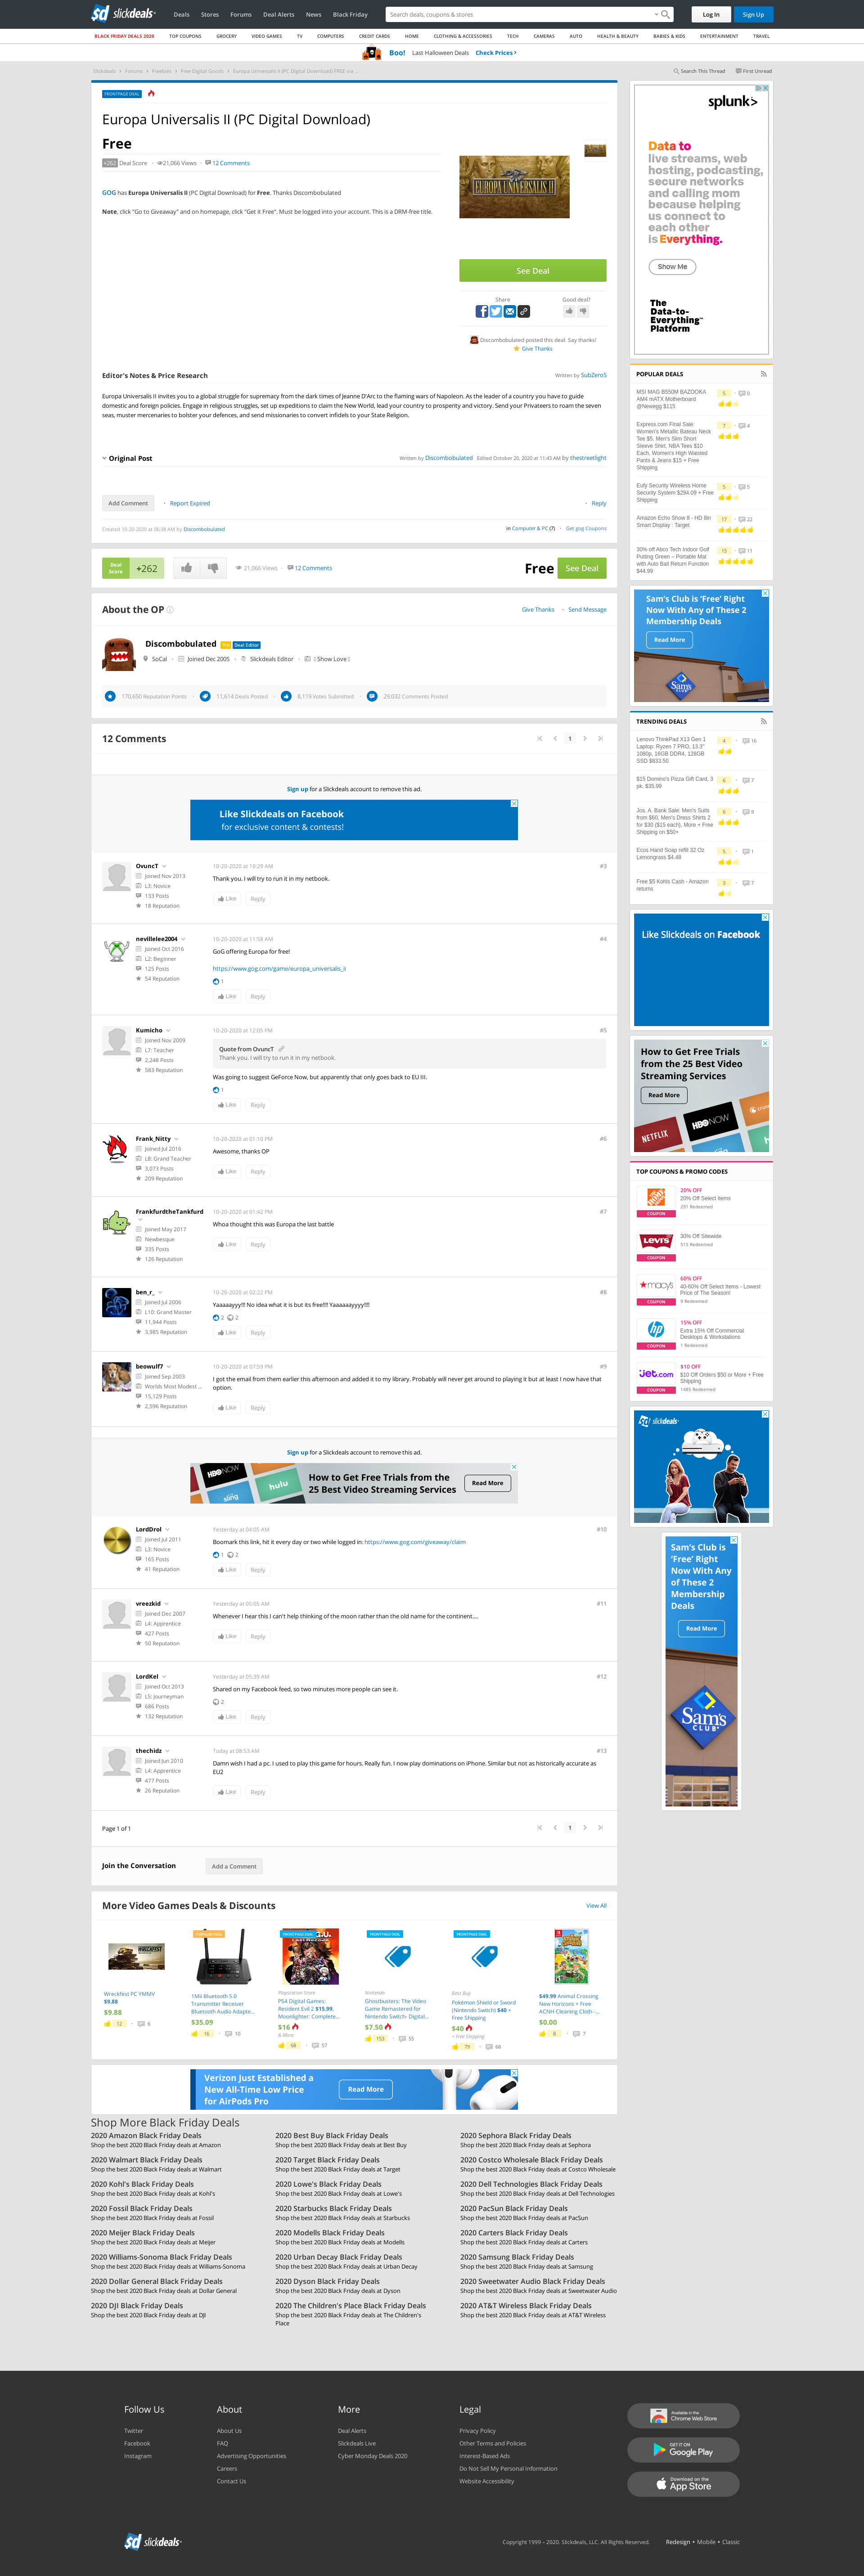 slickdeals
Deals Stores Forums Deal Alerts News Black Friday
Search deals, coupons & stores
Log In
Sign Up
BLACK FRIDAY DEALS 2020 TOP COUPONS GROCERY VIDEO GAMES TV COMPUTERS CREDIT CARDS HOME CLOTHING & ACCESSORIES TECH CAMERAS AUTO HEALTH & BEAUTY BABIES & KIDS ENTERTAINMENT TRAVEL
Boo! Last Halloween Deals Check Prices
Slickdeals > Forums > Freebies > Free Digital Goods > Europa Universalis II (PC Digital Download) FREE via ...
Search This Thread First Unread
FRONTPAGE DEAL
Europa Universalis II (PC Digital Download)
Free
+262 Deal Score 21,066 Views 12 Comments
GOG has Europa Universalis II (PC Digital Download) for Free. Thanks Discombobulated
Note, click "Go to Giveaway" and on homepage, click "Get it Free". Must be logged into your account. This is a DRM-free title.
EUROPA UNIVERSALIS II
See Deal
Share
Good deal?
Discombobulated posted this deal. Say thanks!
Give Thanks
Editor's Notes & Price Research
Written by SubZero5
Europa Universalis II invites you to a global struggle for supremacy from the dark times of Jeane D'Arc to the flaming wars of Napoleon. As the leader of a country you have to guide
domestic and foreign policies. Engage in religious struggles, set up expeditions to claim the New World, lead your country to prosperity and victory. Send your Privateers to roam the seven
seas, muster mercenaries to bolster your defences, and send missionaries to convert infidels to your State Religion.
Original Post
Written by Discombobulated Edited October 20, 2020 at 11:43 AM by thestreetlight
Add Comment
Report Expired
Reply
Created 10-20-2020 at 06:38 AM by Discombobulated
in Computer & PC (7) Get gog Coupons
Deal Score +262
21,066 Views 12 Comments
Free
See Deal
About the OP
Give Thanks Send Message
Discombobulated Pro Deal Editor
SoCal Joined Dec 2005 Slickdeals Editor Show Love
170,650 Reputation Points 11,614 Deals Posted 8,119 Votes Submitted 29,032 Comments Posted
12 Comments
1
Sign up for a Slickdeals account to remove this ad.
Like Slickdeals on Facebook
for exclusive content & contests!
OvuncT
Joined Nov 2013
L3: Novice
133 Posts
18 Reputation
10-20-2020 at 10:29 AM
#3
Thank you. I will try to run it in my netbook.
Like Reply
nevillelee2004
Joined Oct 2016
L2: Beginner
125 Posts
54 Reputation
10-20-2020 at 11:58 AM
#4
GoG offering Europa for free!
https://www.gog.com/game/europa_universalis_ii
1
Like Reply
Kumicho
Joined Nov 2009
L7: Teacher
2,248 Posts
583 Reputation
10-20-2020 at 12:05 PM
#5
Quote from OvuncT
Thank you. I will try to run it in my netbook.
Was going to suggest GeForce Now, but apparently that only goes back to EU III.
1
Like Reply
Frank_Nitty
Joined Jul 2016
L8: Grand Teacher
3,073 Posts
209 Reputation
10-20-2020 at 01:10 PM
#6
Awesome, thanks OP
Like Reply
FrankfurdtheTankfurd
Joined May 2017
Newbesque
335 Posts
126 Reputation
10-20-2020 at 01:42 PM
#7
Whoa thought this was Europa the last battle
Like Reply
ben_r_
Joined Jul 2006
L10: Grand Master
11,944 Posts
3,985 Reputation
10-20-2020 at 02:22 PM
#8
Yaaaaayyy!!! No idea what it is but its free!!!! Yaaaaaayyyy!!!!
2 2
Like Reply
beowulf7
Joined Sep 2003
Worlds Most Modest ...
15,129 Posts
2,596 Reputation
10-20-2020 at 07:59 PM
#9
I got the email from them earlier this afternoon and added it to my library. Probably will never get around to playing it but at least I now have that
option.
Like Reply
Sign up for a Slickdeals account to remove this ad.
sling
hulu
How to Get Free Trials from the
25 Best Video Streaming Services
Read More
LordDrol
Joined Jul 2011
L3: Novice
165 Posts
41 Reputation
Yesterday at 04:05 AM
#10
Boomark this link, hit it every day or two while logged in: https://www.gog.com/giveaway/claim
1 2
Like Reply
vreezkid
Joined Dec 2007
L4: Apprentice
427 Posts
50 Reputation
Yesterday at 05:05 AM
#11
Whenever I hear this I can't help thinking of the moon rather than the old name for the continent....
Like Reply
LordKel
Joined Oct 2013
L5: Journeyman
686 Posts
132 Reputation
Yesterday at 05:39 AM
#12
Shared on my Facebook feed, so two minutes more people can see it.
2
Like Reply
thechidz
Joined Jun 2010
L4: Apprentice
477 Posts
26 Reputation
Today at 08:53 AM
#13
Damn wish I had a pc. I used to play this game for hours. Really fun. I now play dominations on iPhone. Similar but not as historically accurate as
EU2
Like Reply
Page 1 of 1
1
Join the Conversation
Add a Comment
More Video Games Deals & Discounts
View All
WRECKFEST
Wreckfest PC YMMV
$9.88
$9.88
12 6
1Mii Bluetooth 5.0
Transmitter Receiver
Bluetooth Audio Adapte...
$35.09
16 10
FRONTPAGE DEAL
Playstation Store
PS4 Digital Games:
Resident Evil 2 $15.99,
Moonlighter: Complete...
$16
& More
68 57
FRONTPAGE DEAL
Nintendo
Ghostbusters: The Video
Game Remastered for
Nintendo Switch- Digital...
$7.50
153 55
FRONTPAGE DEAL
Best Buy
Pokémon Shield or Sword
(Nintendo Switch) $40 +
Free Shipping
$40
+ Free Shipping
79 68
$49.99 Animal Crossing
New Horizons + Free
ACNH Cleaning Cloth -...
$0.00
8 7
Verizon Just Established a
New All-Time Low Price
for AirPods Pro
Read More
Shop More Black Friday Deals
2020 Amazon Black Friday Deals
Shop the best 2020 Black Friday deals at Amazon
2020 Best Buy Black Friday Deals
Shop the best 2020 Black Friday deals at Best Buy
2020 Sephora Black Friday Deals
Shop the best 2020 Black Friday deals at Sephora
2020 Walmart Black Friday Deals
Shop the best 2020 Black Friday deals at Walmart
2020 Target Black Friday Deals
Shop the best 2020 Black Friday deals at Target
2020 Costco Wholesale Black Friday Deals
Shop the best 2020 Black Friday deals at Costco Wholesale
2020 Kohl's Black Friday Deals
Shop the best 2020 Black Friday deals at Kohl's
2020 Lowe's Black Friday Deals
Shop the best 2020 Black Friday deals at Lowe's
2020 Dell Technologies Black Friday Deals
Shop the best 2020 Black Friday deals at Dell Technologies
2020 Fossil Black Friday Deals
Shop the best 2020 Black Friday deals at Fossil
2020 Starbucks Black Friday Deals
Shop the best 2020 Black Friday deals at Starbucks
2020 PacSun Black Friday Deals
Shop the best 2020 Black Friday deals at PacSun
2020 Meijer Black Friday Deals
Shop the best 2020 Black Friday deals at Meijer
2020 Modells Black Friday Deals
Shop the best 2020 Black Friday deals at Modells
2020 Carters Black Friday Deals
Shop the best 2020 Black Friday deals at Carters
2020 Williams-Sonoma Black Friday Deals
Shop the best 2020 Black Friday deals at Williams-Sonoma
2020 Urban Decay Black Friday Deals
Shop the best 2020 Black Friday deals at Urban Decay
2020 Samsung Black Friday Deals
Shop the best 2020 Black Friday deals at Samsung
2020 Dollar General Black Friday Deals
Shop the best 2020 Black Friday deals at Dollar General
2020 Dyson Black Friday Deals
Shop the best 2020 Black Friday deals at Dyson
2020 Sweetwater Audio Black Friday Deals
Shop the best 2020 Black Friday deals at Sweetwater Audio
2020 DJI Black Friday Deals
Shop the best 2020 Black Friday deals at DJI
2020 The Children's Place Black Friday Deals
Shop the best 2020 Black Friday deals at The Children's
Place
2020 AT&T Wireless Black Friday Deals
Shop the best 2020 Black Friday deals at AT&T Wireless
splunk>
Data to
live streams, web
hosting, podcasting,
secure networks
and calling mom
because helping
us connect to
each other
is Everything.
Show Me
The
Data-to-
Everything™
Platform
POPULAR DEALS
MSI MAG B550M BAZOOKA
AM4 mATX Motherboard
@Newegg $115
5 0
Express.com Final Sale:
Women's Metallic Bateau Neck
Tee $5, Men's Slim Short
Sleeve Shirt, NBA Tees $10
Each, Women's High Waisted
Pants & Jeans $15 + Free
Shipping
7 4
Eufy Security Wireless Home
Security System $294.09 + Free
Shipping
5 5
Amazon Echo Show 8 - HD 8in
Smart Display : Target
17 22
30% off Abco Tech Indoor Golf
Putting Green – Portable Mat
with Auto Ball Return Function
$44.99
15 11
Sam's Club is 'Free' Right
Now With Any of These 2
Membership Deals
Read More
Sam's
TRENDING DEALS
Lenovo ThinkPad X13 Gen 1
Laptop: Ryzen 7 PRO, 13.3"
1080p, 16GB DDR4, 128GB
SSD $833.50
4 16
$15 Domino's Pizza Gift Card, 3
pk. $35.99
6 7
Jos. A. Bank Sale: Men's Suits
from $60, Men's Dress Shirts 2
for $30 ($15 each), More + Free
Shipping on $50+
6 9
Ecos Hand Soap refill 32 Oz
Lemongrass $4.48
5 1
Free $5 Kohls Cash - Amazon
returns
3 7
Like Slickdeals on Facebook
How to Get Free Trials
from the 25 Best Video
Streaming Services
Read More
NETFLIX
HBONOW
TOP COUPONS & PROMO CODES
COUPON
20% OFF
20% Off Select Items
291 Redeemed
LEVI'S
COUPON
30% Off Sitewide
515 Redeemed
macys
COUPON
60% OFF
40-60% Off Select Items - Lowest
Price of The Season!
9 Redeemed
hp
COUPON
15% OFF
Extra 15% Off Commercial
Desktops & Workstations
1 Redeemed
jet.com
COUPON
$10 OFF
$10 Off Orders $50 or More + Free
Shipping
1485 Redeemed
slickdeals
Sam's Club is
'Free' Right
Now With Any
of These 2
Membership
Deals
Read More
Sam's
CLUB
Follow Us
Twitter
Facebook
Instagram
About
About Us
FAQ
Advertising Opportunities
Careers
Contact Us
More
Deal Alerts
Slickdeals Live
Cyber Monday Deals 2020
Legal
Privacy Policy
Other Terms and Policies
Interest-Based Ads
Do Not Sell My Personal Information
Website Accessibility
Available in the
Chrome Web Store
GET IT ON
Google Play
Download on the
App Store
slickdeals
Copyright 1999 – 2020. Slickdeals, LLC. All Rights Reserved. Redesign • Mobile • Classic